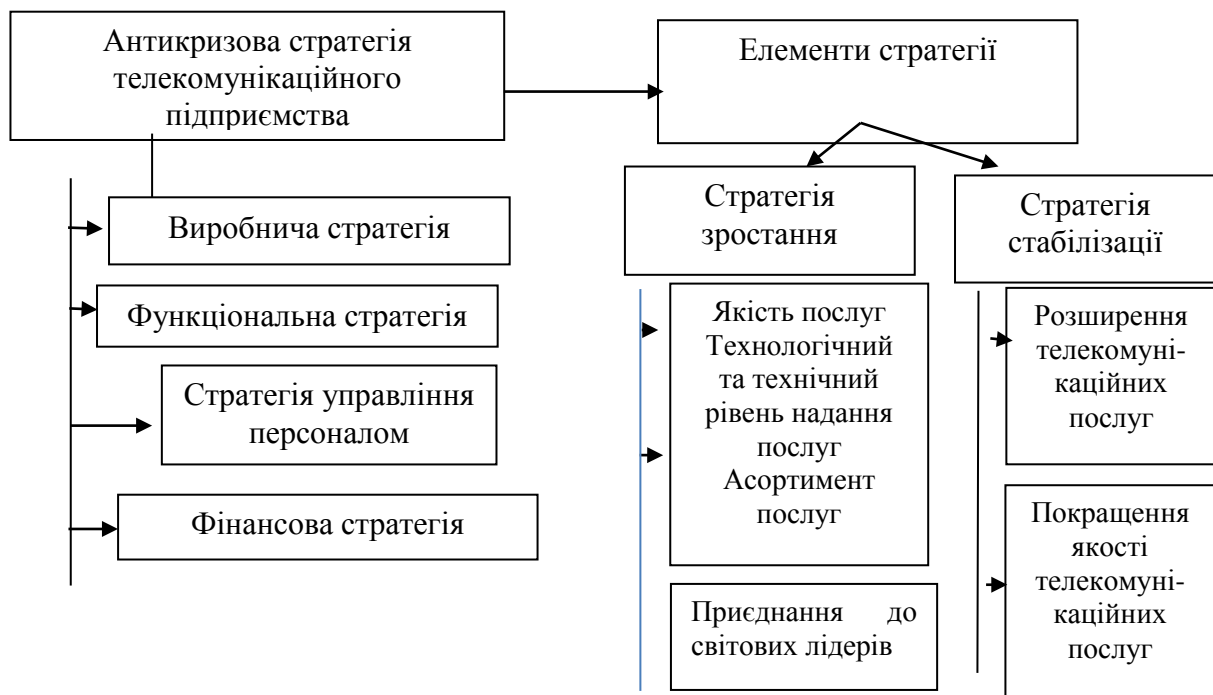 Антикризова стратегія
телекомунікаційного
підприємства
Елементи стратегії
Виробнича стратегія
Функціональна стратегія
Стратегія управління
персоналом
Фінансова стратегія
Стратегія
зростання
Якість послуг
Технологічний
та технічний
рівень надання
послуг
Асортимент
послуг
Приєднання до
світових лідерів
Стратегія
стабілізації
Розширення
телекомуні-
каційних
послуг
Покращення
якості
телекомуні-
каційних
послуг